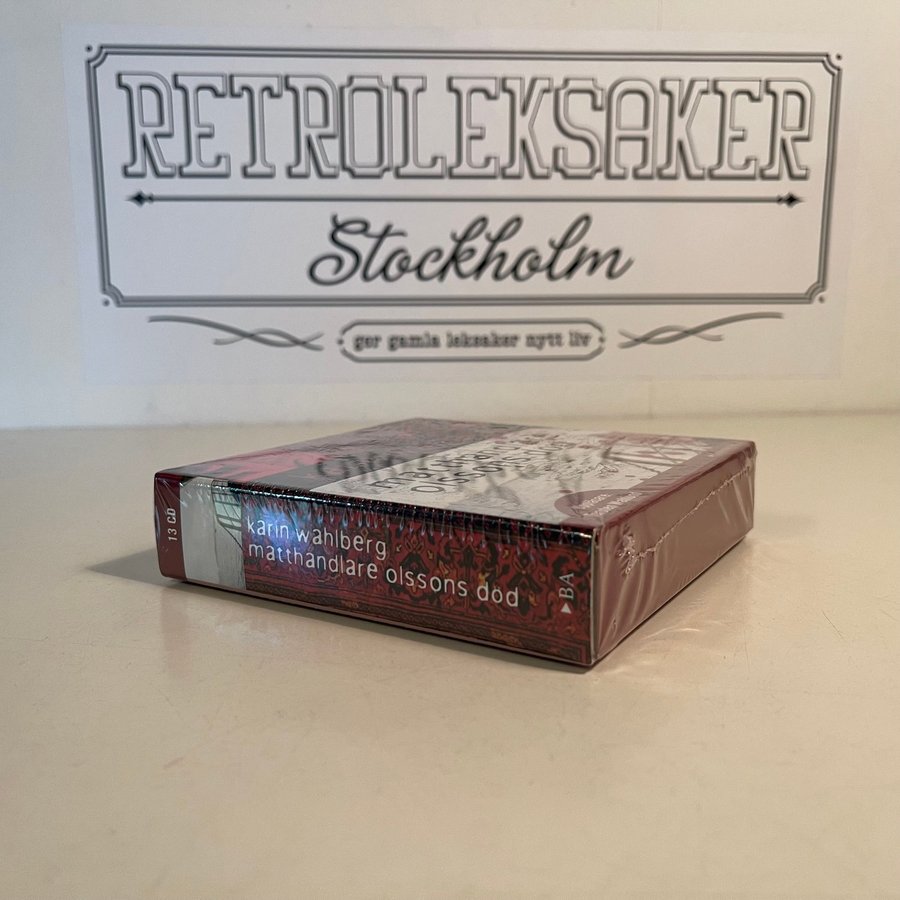 RETROLEKSAKER
Stockholm
ger gamla leksaker nytt liv
13 CD
karin wahlberg
matthandlare olssons död
BA